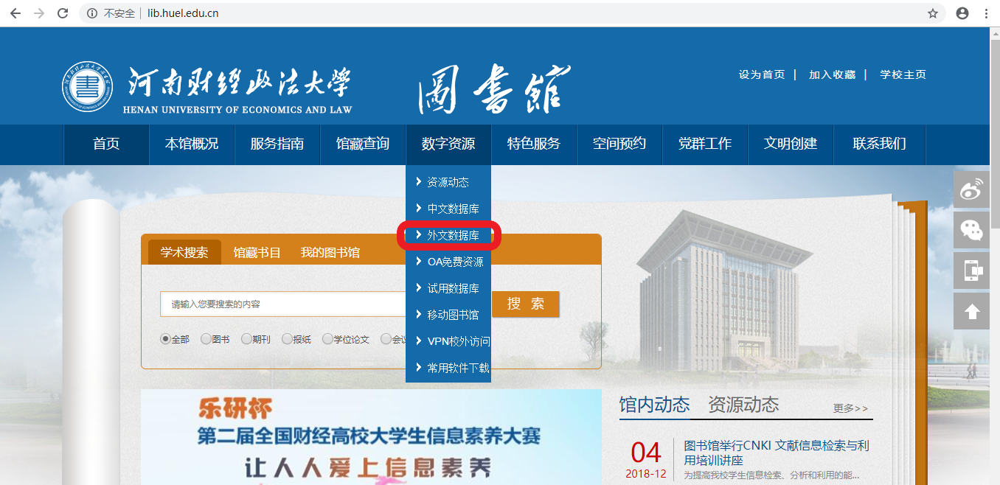 不安全 | lib.huel.edu.cn
河南财经政法大学
HENAN UNIVERSITY OF ECONOMICS AND LAW
圖書館
设为首页 | 加入收藏 | 学校主页
首页 本馆概况 服务指南 馆藏查询 数字资源 特色服务 空间预约 党群工作 文明创建 联系我们
资源动态
中文数据库
外文数据库
OA免费资源
试用数据库
移动图书馆
VPN校外访问
常用软件下载
学术搜索 馆藏书目 我的图书馆
请输入您要搜索的内容
搜 索
全部 图书 期刊 报纸 学位论文 会议
乐研杯
第二届全国财经高校大学生信息素养大赛
让人人爱上信息素养
馆内动态 资源动态 更多>>
04
2018-12
图书馆举行CNKI 文献信息检索与利
用培训讲座
为提高我校学生信息检索、分析和利用的能...